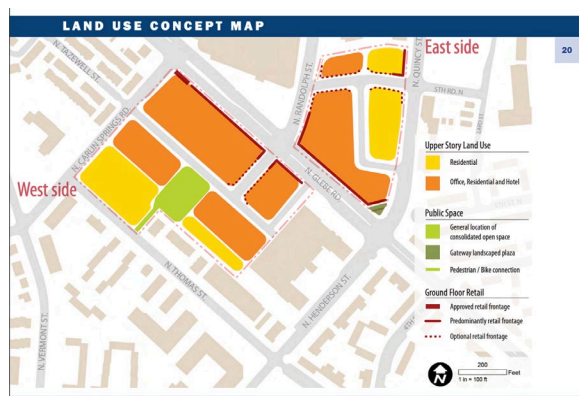 LAND USE CONCEPT MAP
20
East side
West side
N. TAZEWELL ST.
N. CARLIN SPRINGS RD.
N. RANDOLPH ST.
N. QUINCY ST.
5TH RD. N.
N. GLEBE RD.
N. THOMAS ST.
N. HENDERSON ST.
N. VERMONT ST.
Upper Story Land Use
Residential
Office, Residential and Hotel
Public Space
General location of
consolidated open space
Gateway landscaped plaza
Pedestrian / Bike connection
Ground Floor Retail
Approved retail frontage
Predominantly retail frontage
Optional retail frontage
200
Feet
1 in = 100 ft